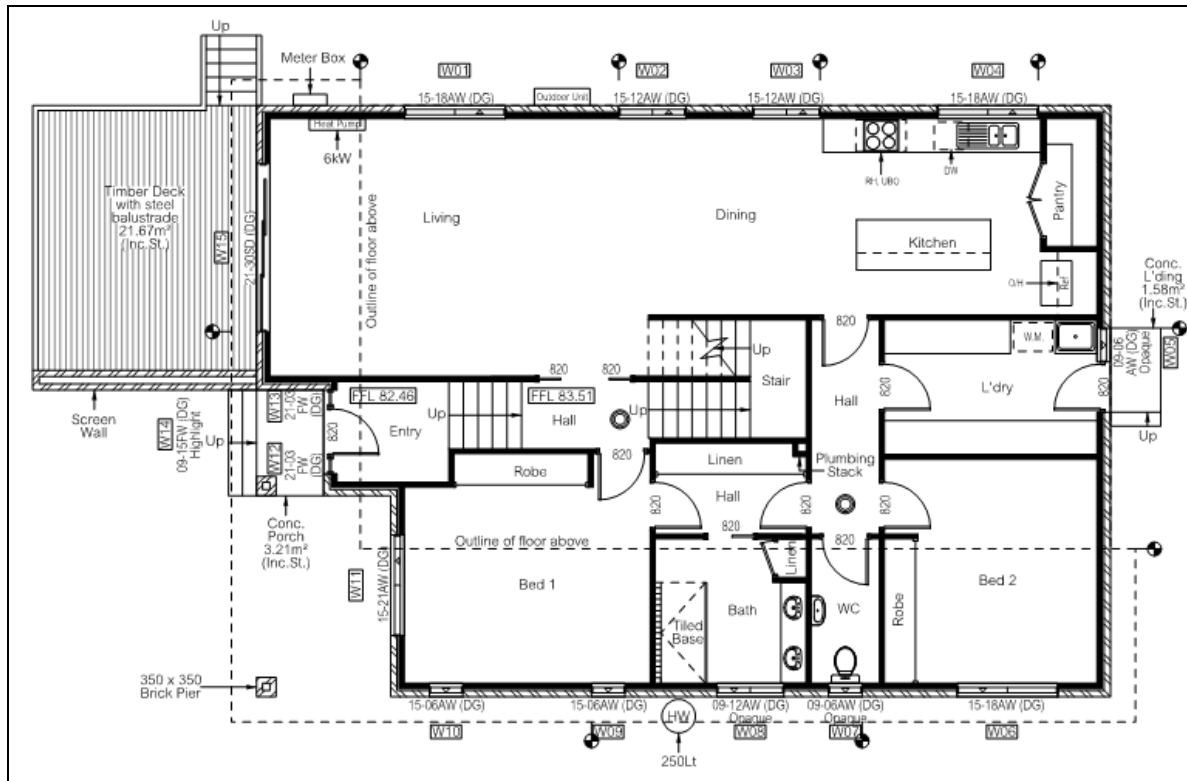 Up
Meter Box
W01
W02
W03
W04
15-18AW (DG)
Outdoor Unit
15-12AW (DG)
15-12AW (DG)
15-18AW (DG)
Heat Pump
6kW
RH, UBO
DW
Timber Deck
with steel
balustrade
21.67m²
(Inc.St.)
W15
21-30SD (DG)
Outline of floor above
Living
Dining
Kitchen
Pantry
O/H
Ref
Conc.
L'ding
1.58m²
(Inc.St.)
820
W.M.
09-06
AW (DG)
Opaque
W05
Up
Stair
820
820
Hall
820
L'dry
820
Up
Screen
Wall
W14
09-15FW (DG)
Highlight
Up
W13
21-03
FW
(DG)
W12
21-03
FW
(DG)
820
FFL 82.46
Entry
Up
FFL 83.51
Hall
Up
Robe
820
Linen
Plumbing
Stack
820
Hall
820
820
820
820
Conc.
Porch
3.21m²
(Inc.St.)
Outline of floor above
Linen
W11
15-21AW (DG)
Bed 1
Tiled
Base
Bath
WC
Robe
Bed 2
350 x 350
Brick Pier
15-06AW (DG)
15-06AW (DG)
09-12AW (DG)
Opaque
09-06AW (DG)
Opaque
15-18AW (DG)
W10
W09
HW
W08
W07
W06
250Lt